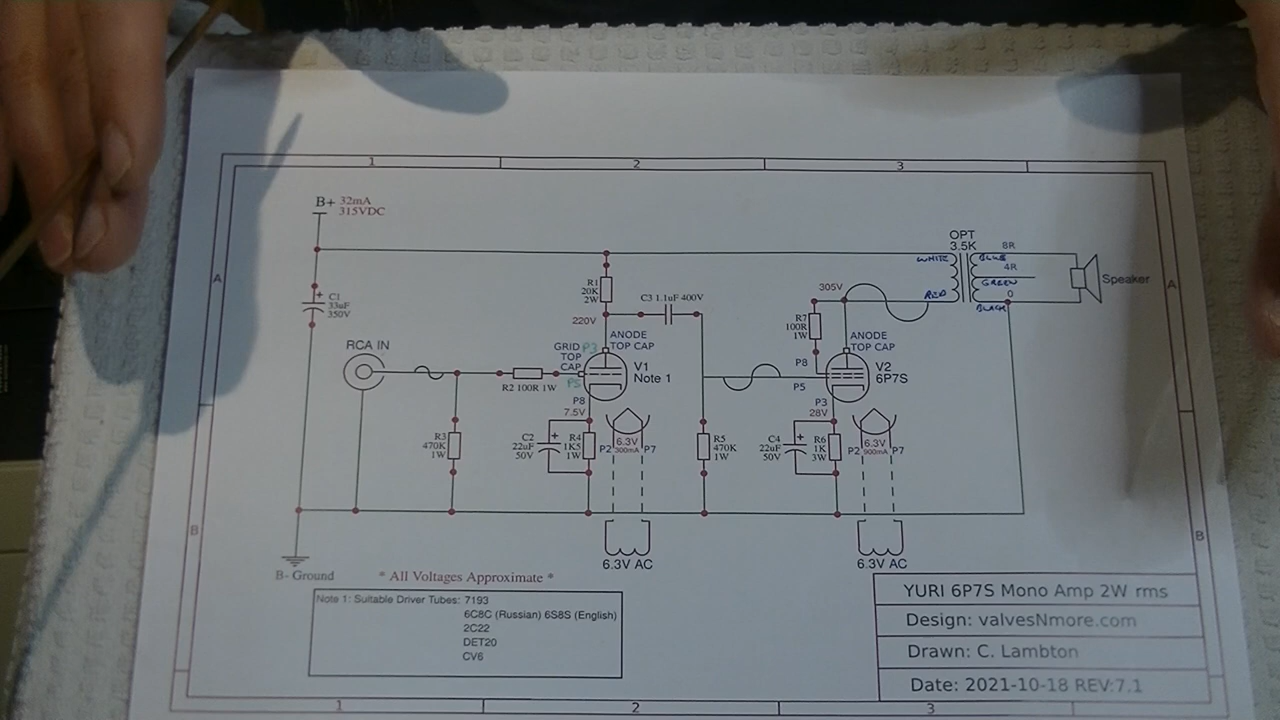 1
2
3
B+ 32mA
315VDC
OPT
3.5K
8R
WHITE
BLUE
4R
GREEN
RED
0
BLACK
Speaker
A
A
C1
33uF
350V
R1
20K
2W
C3 1.1uF 400V
220V
305V
R7
100R
1W
RCA IN
GRID P3
TOP
CAP
P5
ANODE
TOP CAP
V1
Note 1
R2 100R 1W
P8
7.5V
P8
P5
ANODE
TOP CAP
V2
6P7S
P3
28V
R3
470K
1W
C2
22uF
50V
R4
1K5
1W
P2
6.3V
300mA
P7
R5
470K
1W
C4
22uF
50V
R6
1K
3W
P2
6.3V
900mA
P7
B
B
6.3V AC
6.3V AC
B- Ground
* All Voltages Approximate *
Note 1: Suitable Driver Tubes: 7193
6C8C (Russian) 6S8S (English)
2C22
DET20
CV6
YURI 6P7S Mono Amp 2W rms
Design: valvesNmore.com
Drawn: C. Lambton
Date: 2021-10-18 REV:7.1
1
2
3